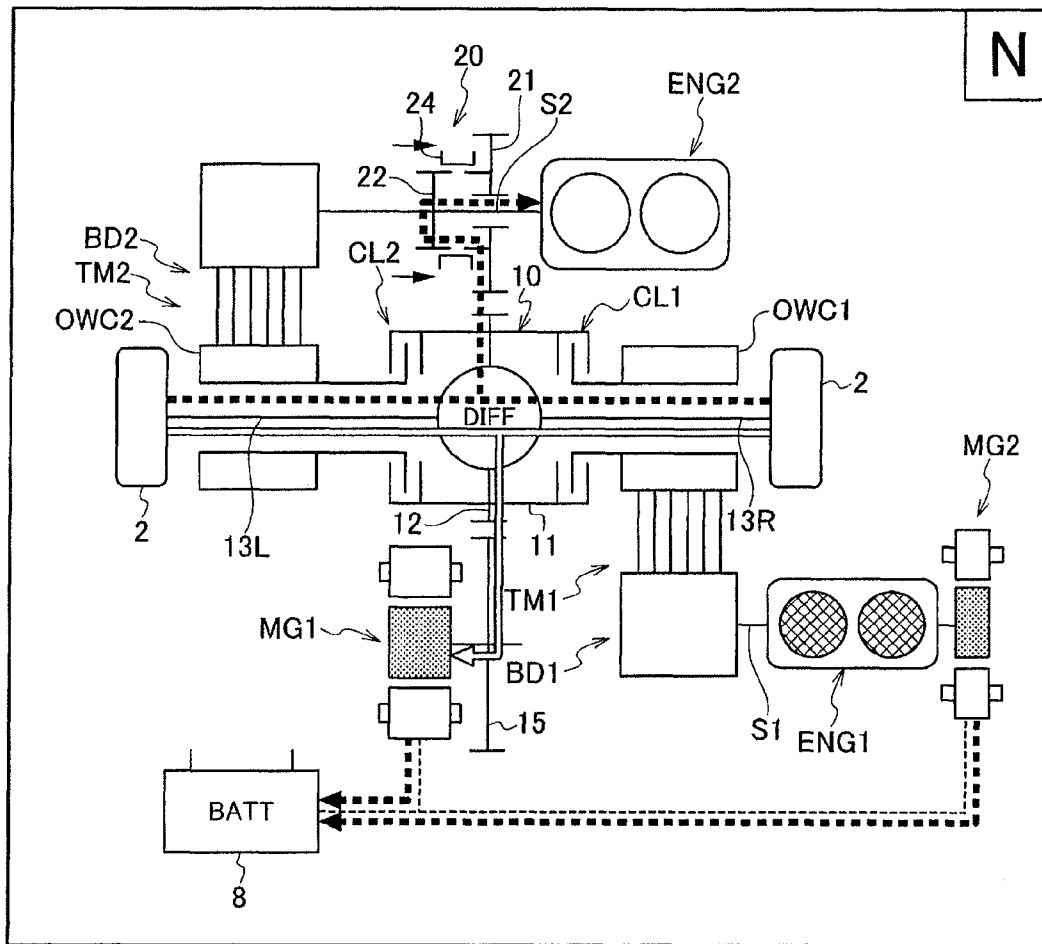 N
20
21
24
S2
ENG2
22
BD2
TM2
CL2
10
CL1
OWC2
OWC1
2
DIFF
MG2
2
13L
12
11
13R
TM1
MG1
BD1
15
S1
ENG1
BATT
8